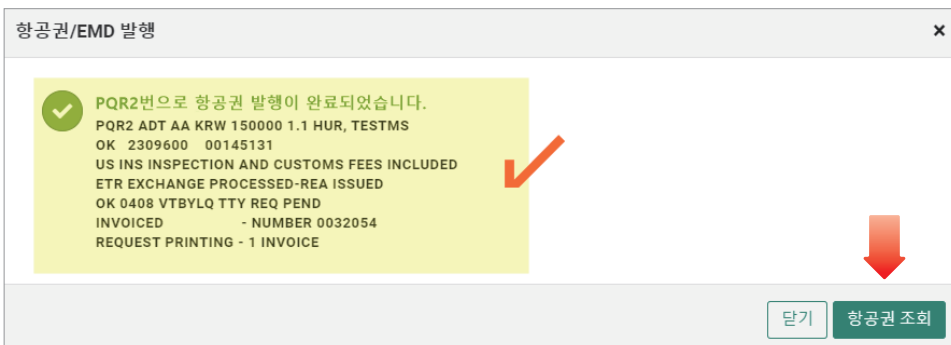 항공권/EMD 발행 ×
PQR2번으로 항공권 발행이 완료되었습니다.
PQR2 ADT AA KRW 150000 1.1 HUR, TESTMS
OK 2309600 00145131
US INS INSPECTION AND CUSTOMS FEES INCLUDED
ETR EXCHANGE PROCESSED-REA ISSUED
OK 0408 VTBYLQ TTY REQ PEND
INVOICED - NUMBER 0032054
REQUEST PRINTING - 1 INVOICE
닫기 항공권 조회